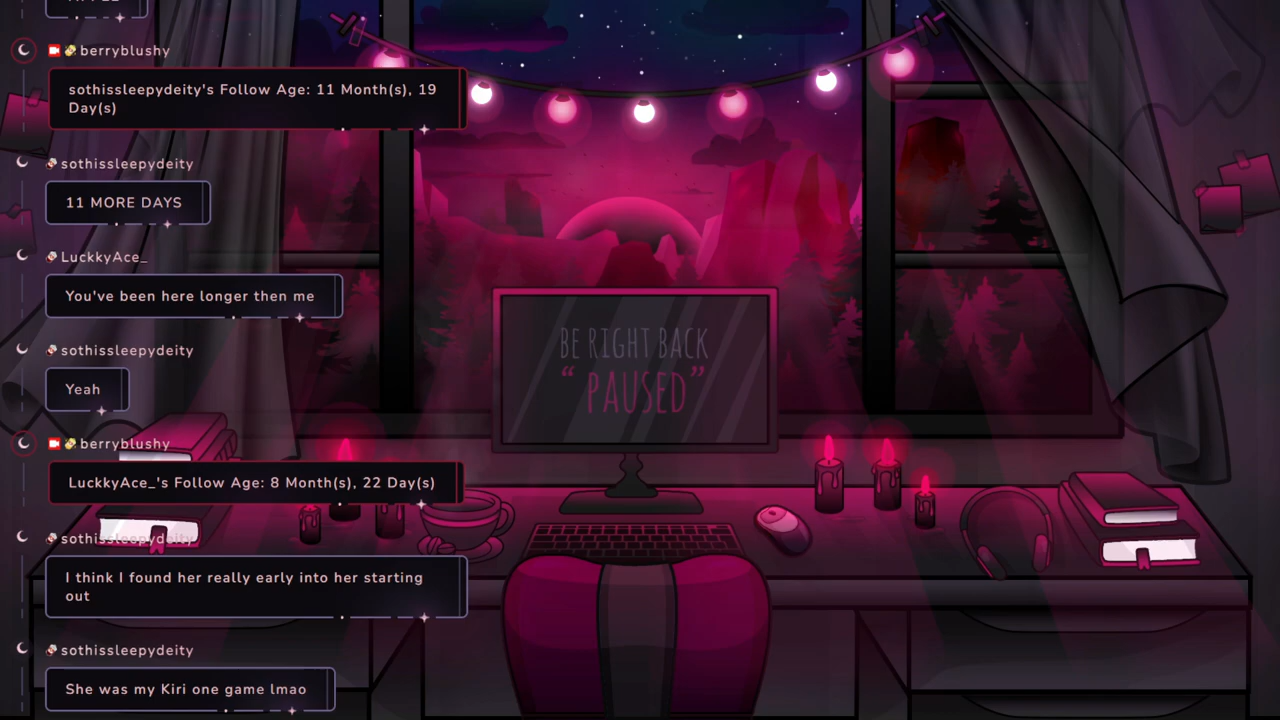 berryblushy
sothissleepydeity's Follow Age: 11 Month(s), 19
Day(s)
sothissleepydeity
11 MORE DAYS
LuckkyAce_
You've been here longer then me
sothissleepydeity
Yeah
berryblushy
LuckkyAce_'s Follow Age: 8 Month(s), 22 Day(s)
sothissleepydeity
I think I found her really early into her starting
out
sothissleepydeity
She was my Kiri one game lmao
BE RIGHT BACK
“ PAUSED”